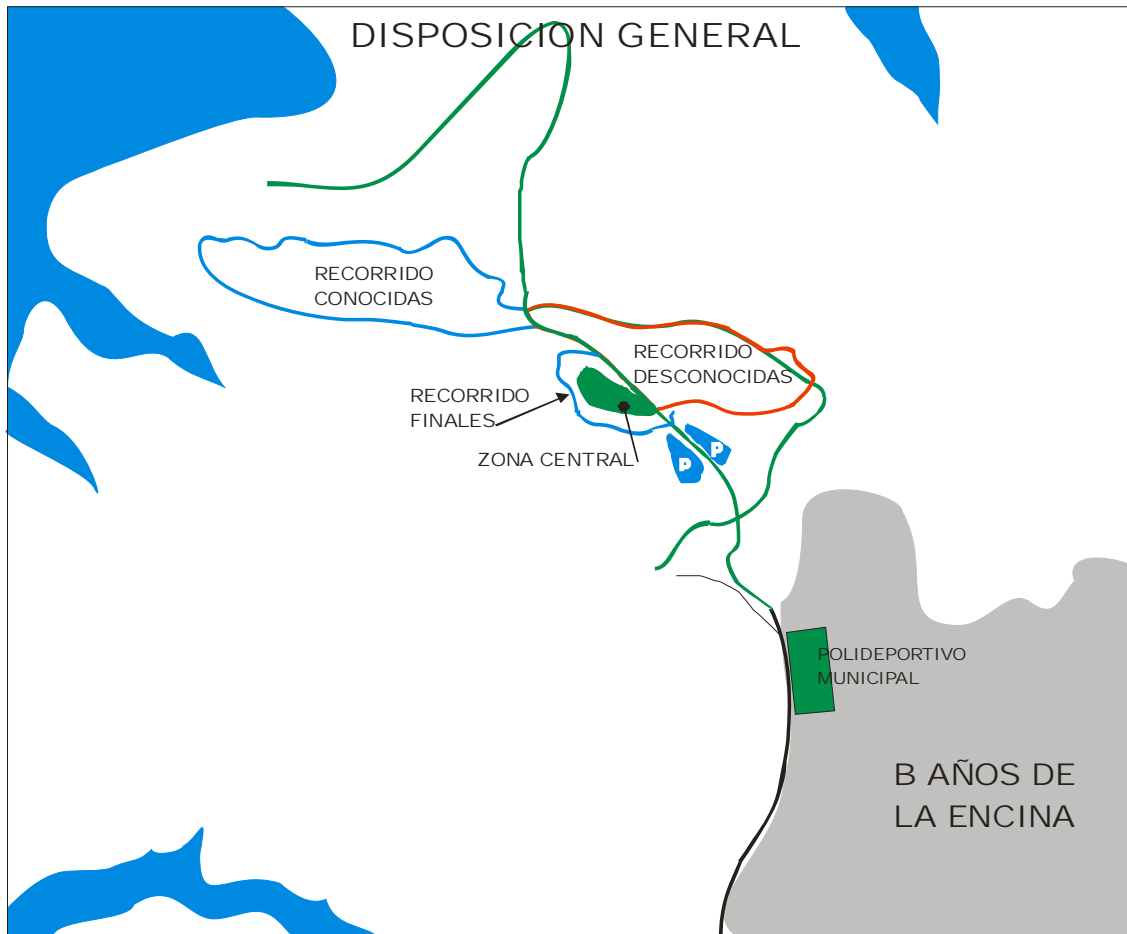 DISPOSICION GENERAL
RECORRIDO
CONOCIDAS
RECORRIDO
DESCONOCIDAS
RECORRIDO
FINALES
ZONA CENTRAL
P
P
POLIDEPORTIVO
MUNICIPAL
B AÑOS DE
LA ENCINA